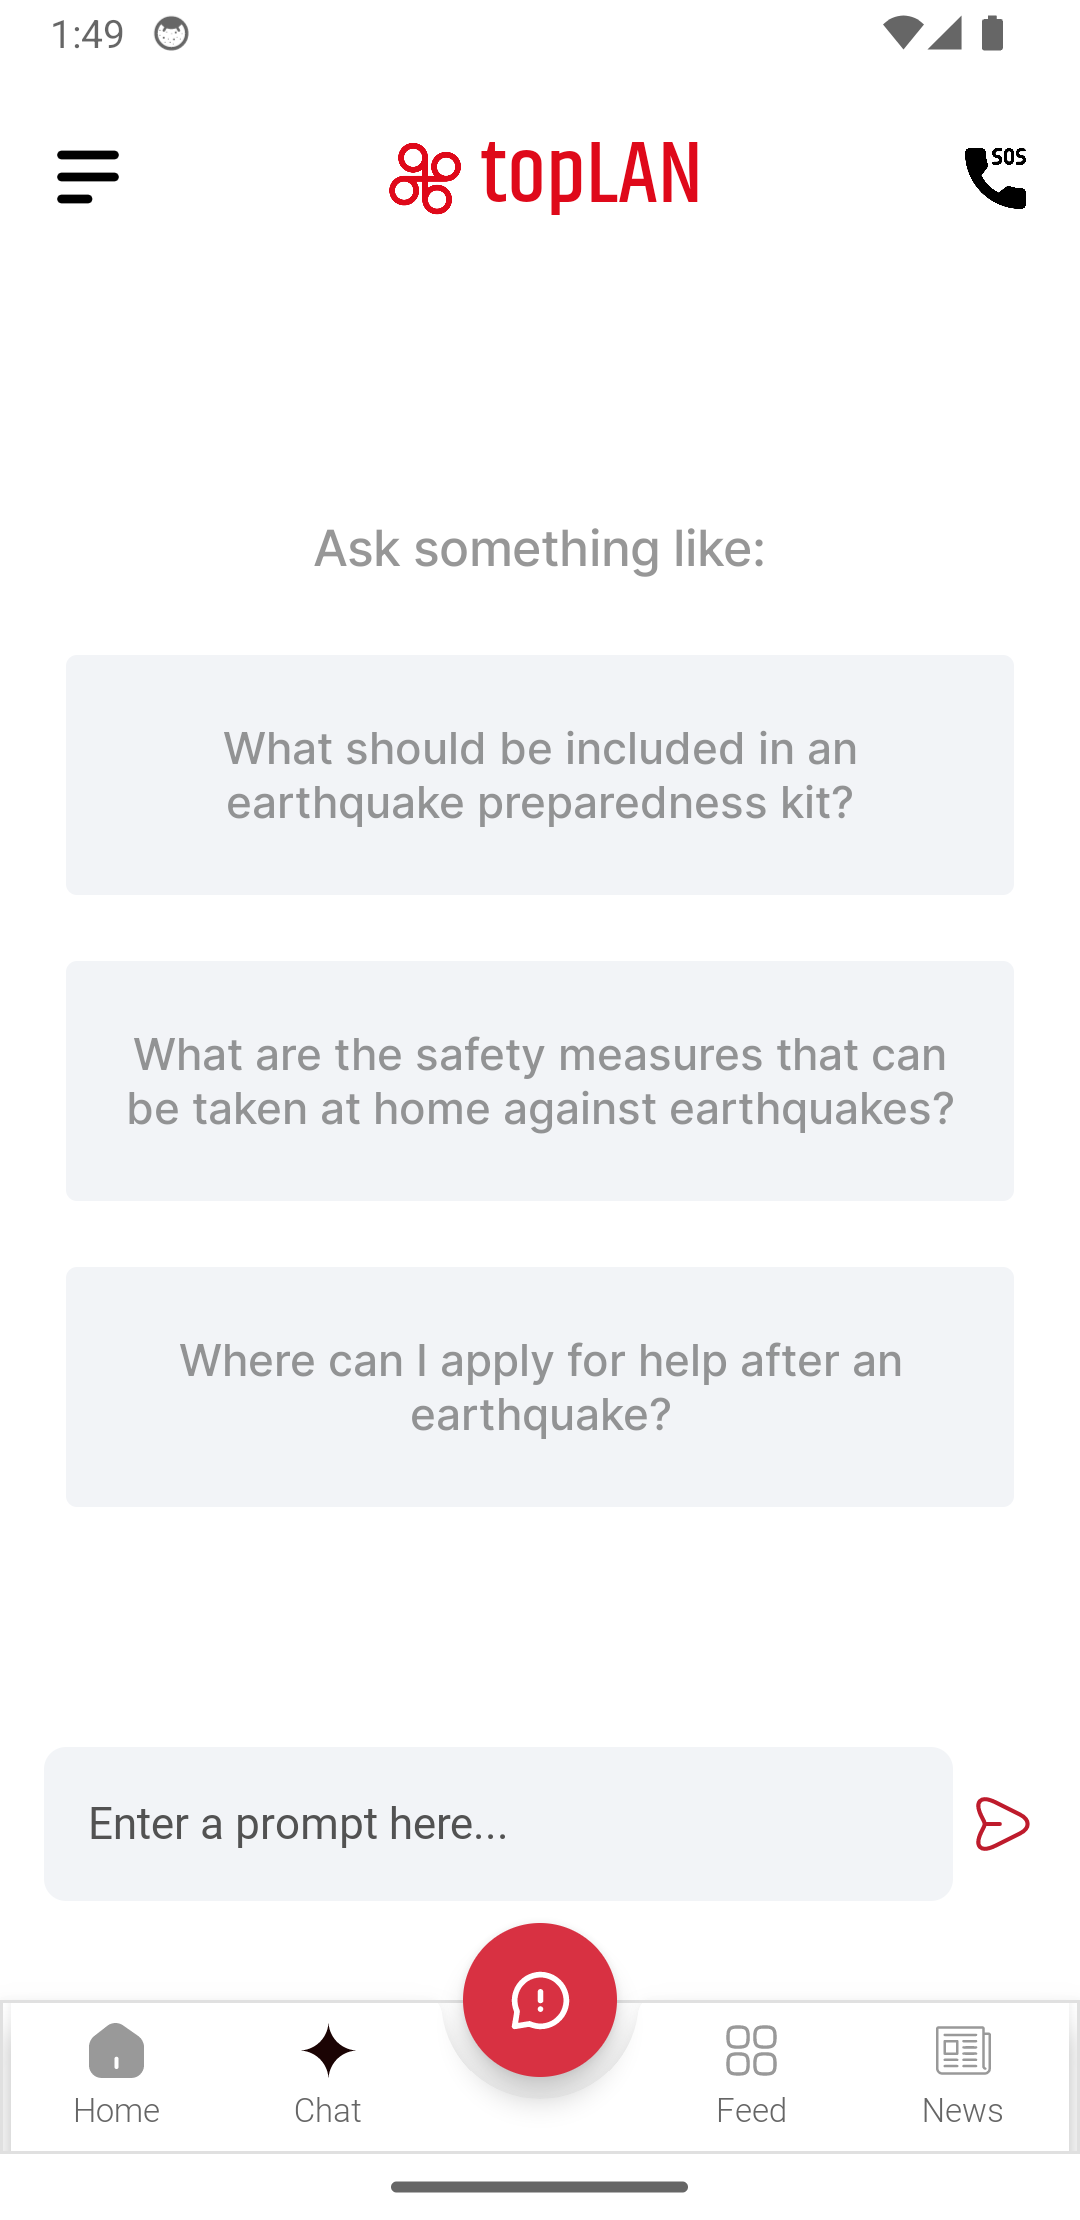 1:49
topLAN
SOS
Ask something like:
What should be included in an
earthquake preparedness kit?
What are the safety measures that can
be taken at home against earthquakes?
Where can I apply for help after an
earthquake?
Enter a prompt here...
Home
Chat
Feed
News